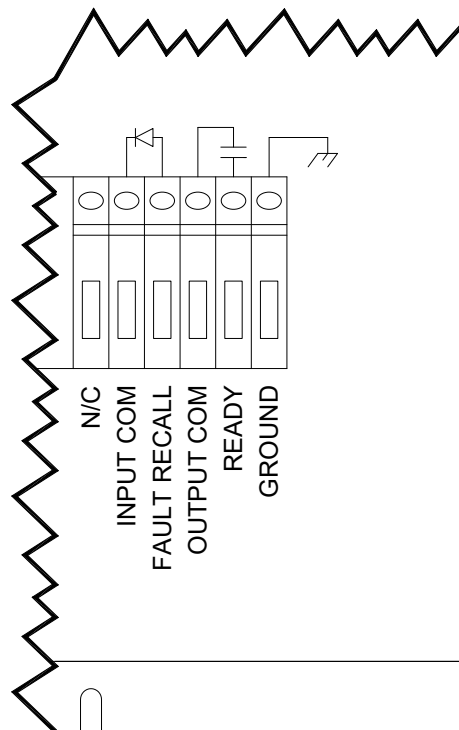 N/C
INPUT COM
FAULT RECALL
OUTPUT COM
READY
GROUND